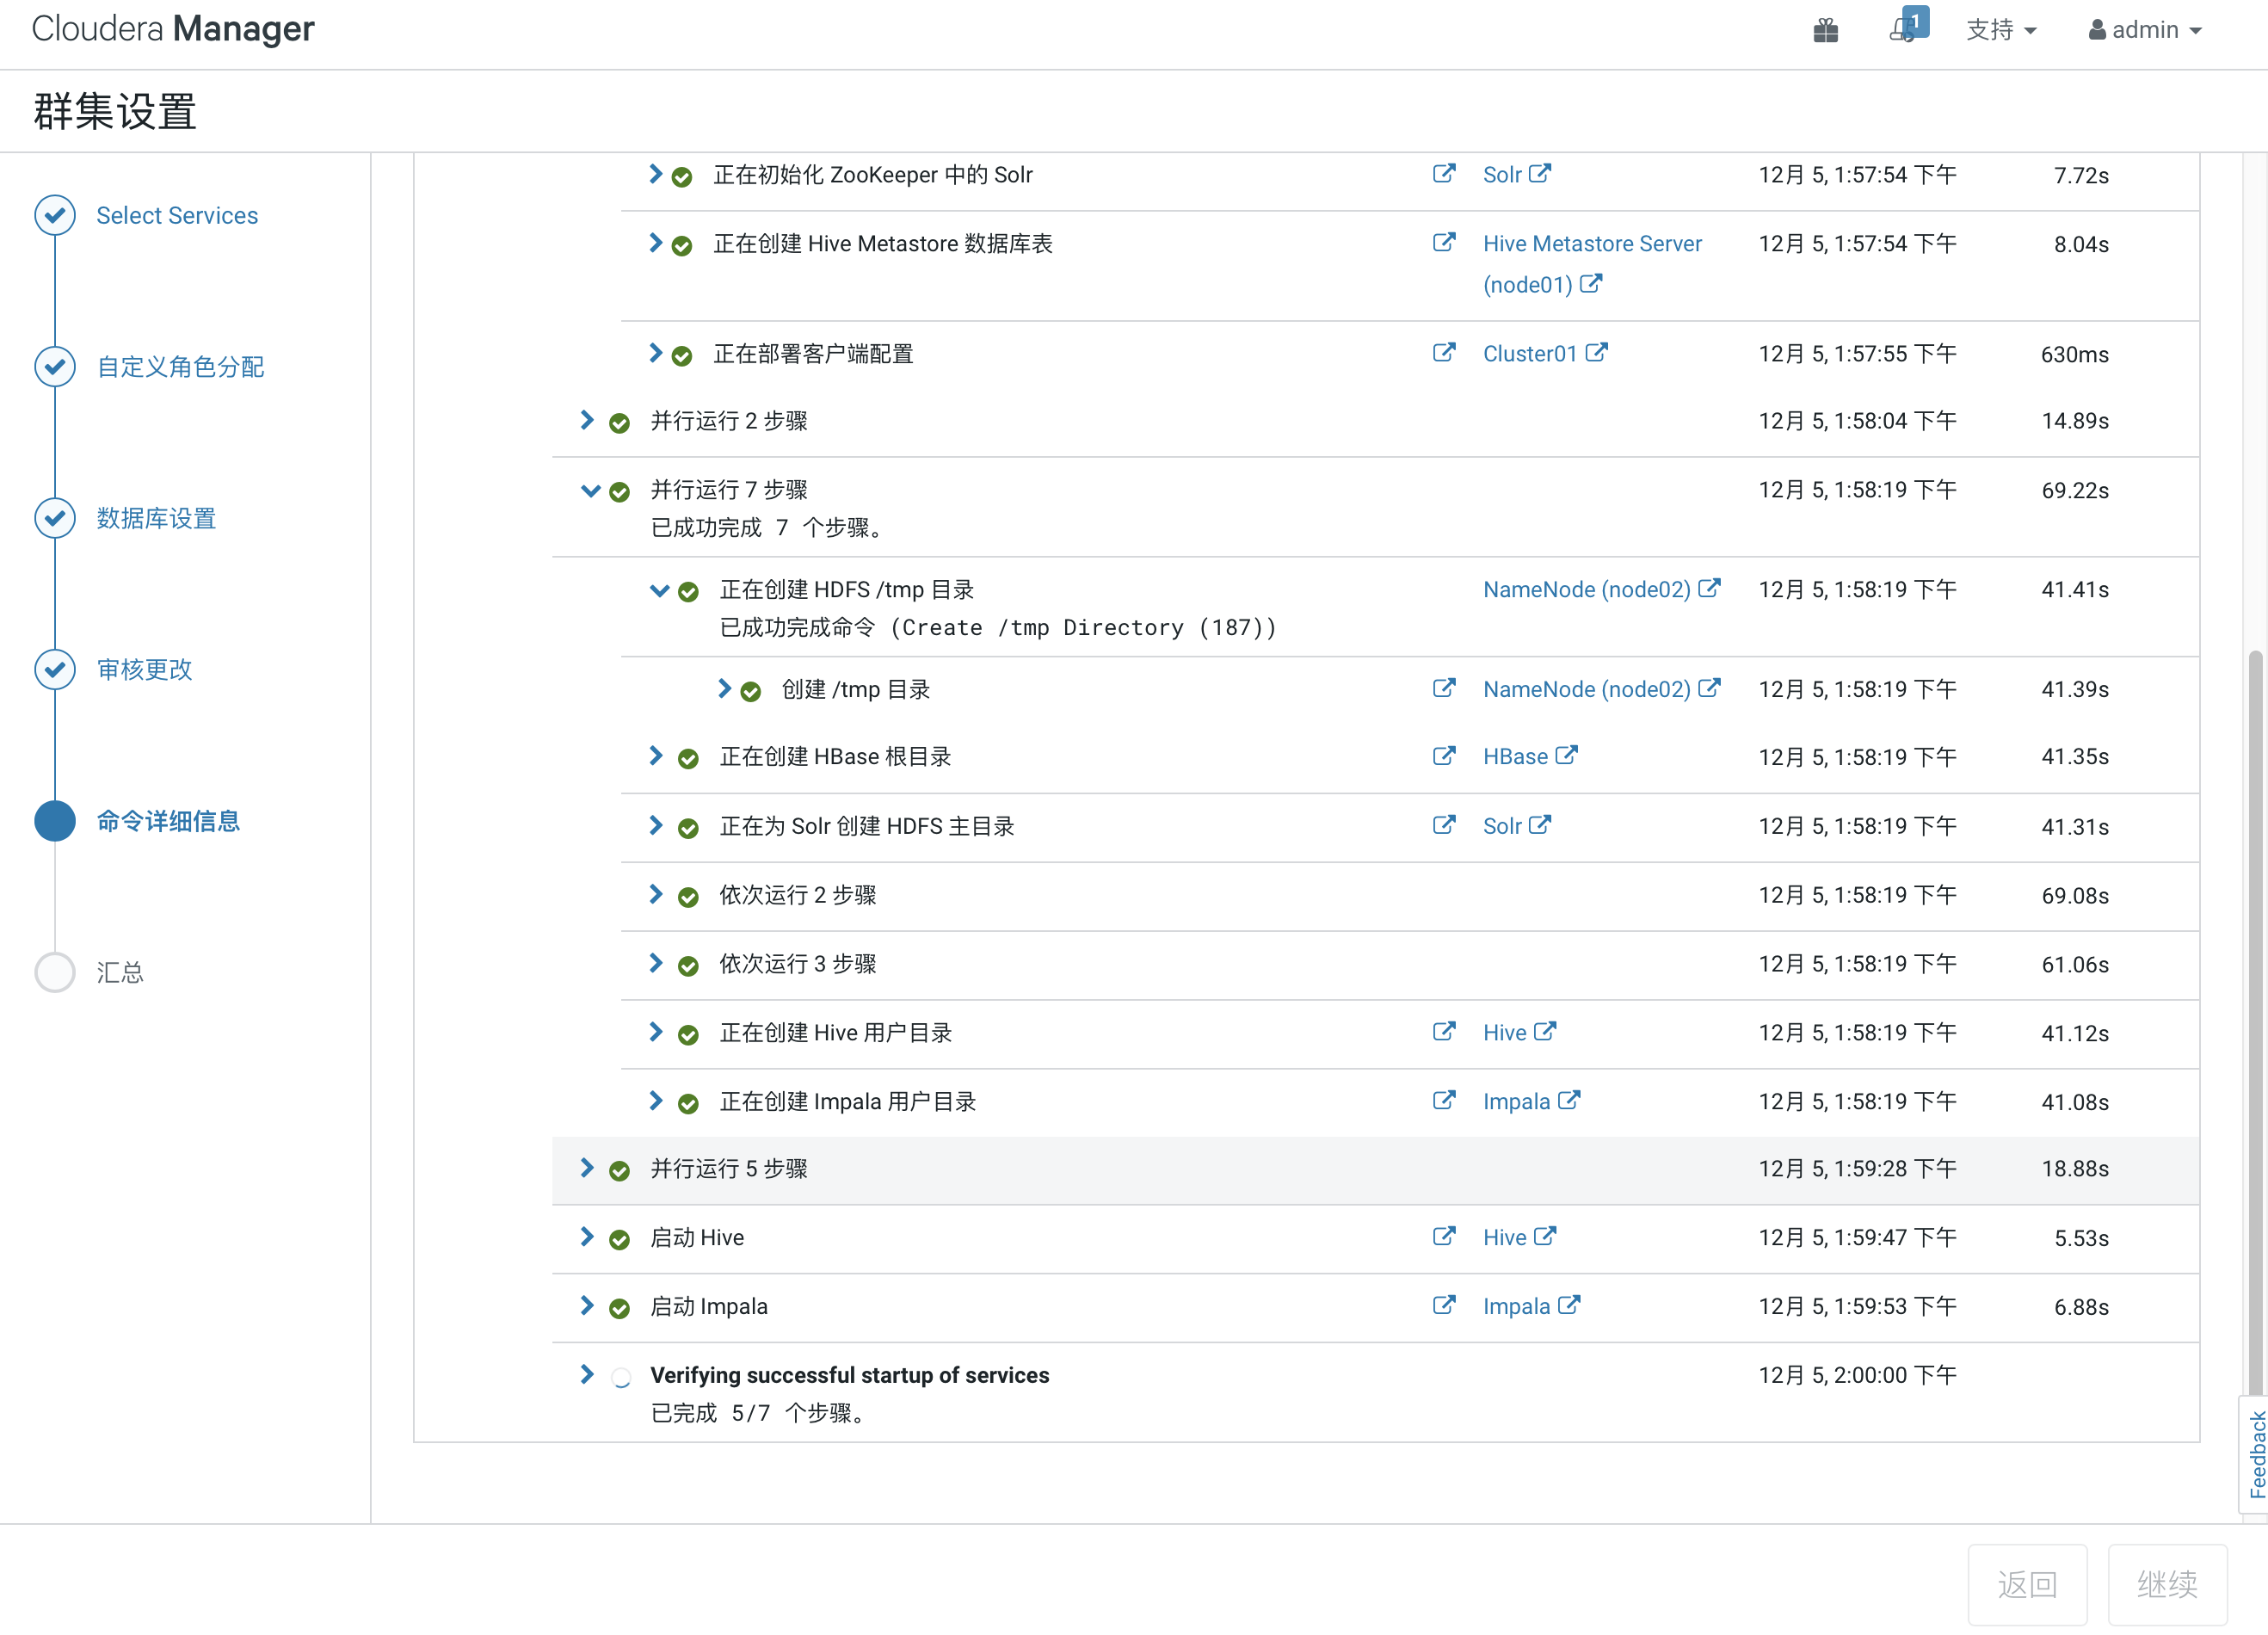 Cloudera Manager
1
支持
admin
群集设置
Select Services
自定义角色分配
数据库设置
审核更改
命令详细信息
汇总
正在初始化 ZooKeeper 中的 Solr Solr 12月 5, 1:57:54 下午 7.72s
正在创建 Hive Metastore 数据库表 Hive Metastore Server 12月 5, 1:57:54 下午 8.04s
(node01)
正在部署客户端配置 Cluster01 12月 5, 1:57:55 下午 630ms
并行运行 2 步骤 12月 5, 1:58:04 下午 14.89s
并行运行 7 步骤 12月 5, 1:58:19 下午 69.22s
已成功完成 7 个步骤。
正在创建 HDFS /tmp 目录 NameNode (node02) 12月 5, 1:58:19 下午 41.41s
已成功完成命令 (Create /tmp Directory (187))
创建 /tmp 目录 NameNode (node02) 12月 5, 1:58:19 下午 41.39s
正在创建 HBase 根目录 HBase 12月 5, 1:58:19 下午 41.35s
正在为 Solr 创建 HDFS 主目录 Solr 12月 5, 1:58:19 下午 41.31s
依次运行 2 步骤 12月 5, 1:58:19 下午 69.08s
依次运行 3 步骤 12月 5, 1:58:19 下午 61.06s
正在创建 Hive 用户目录 Hive 12月 5, 1:58:19 下午 41.12s
正在创建 Impala 用户目录 Impala 12月 5, 1:58:19 下午 41.08s
并行运行 5 步骤 12月 5, 1:59:28 下午 18.88s
启动 Hive Hive 12月 5, 1:59:47 下午 5.53s
启动 Impala Impala 12月 5, 1:59:53 下午 6.88s
Verifying successful startup of services 12月 5, 2:00:00 下午
已完成 5/7 个步骤。
Feedback
返回
继续